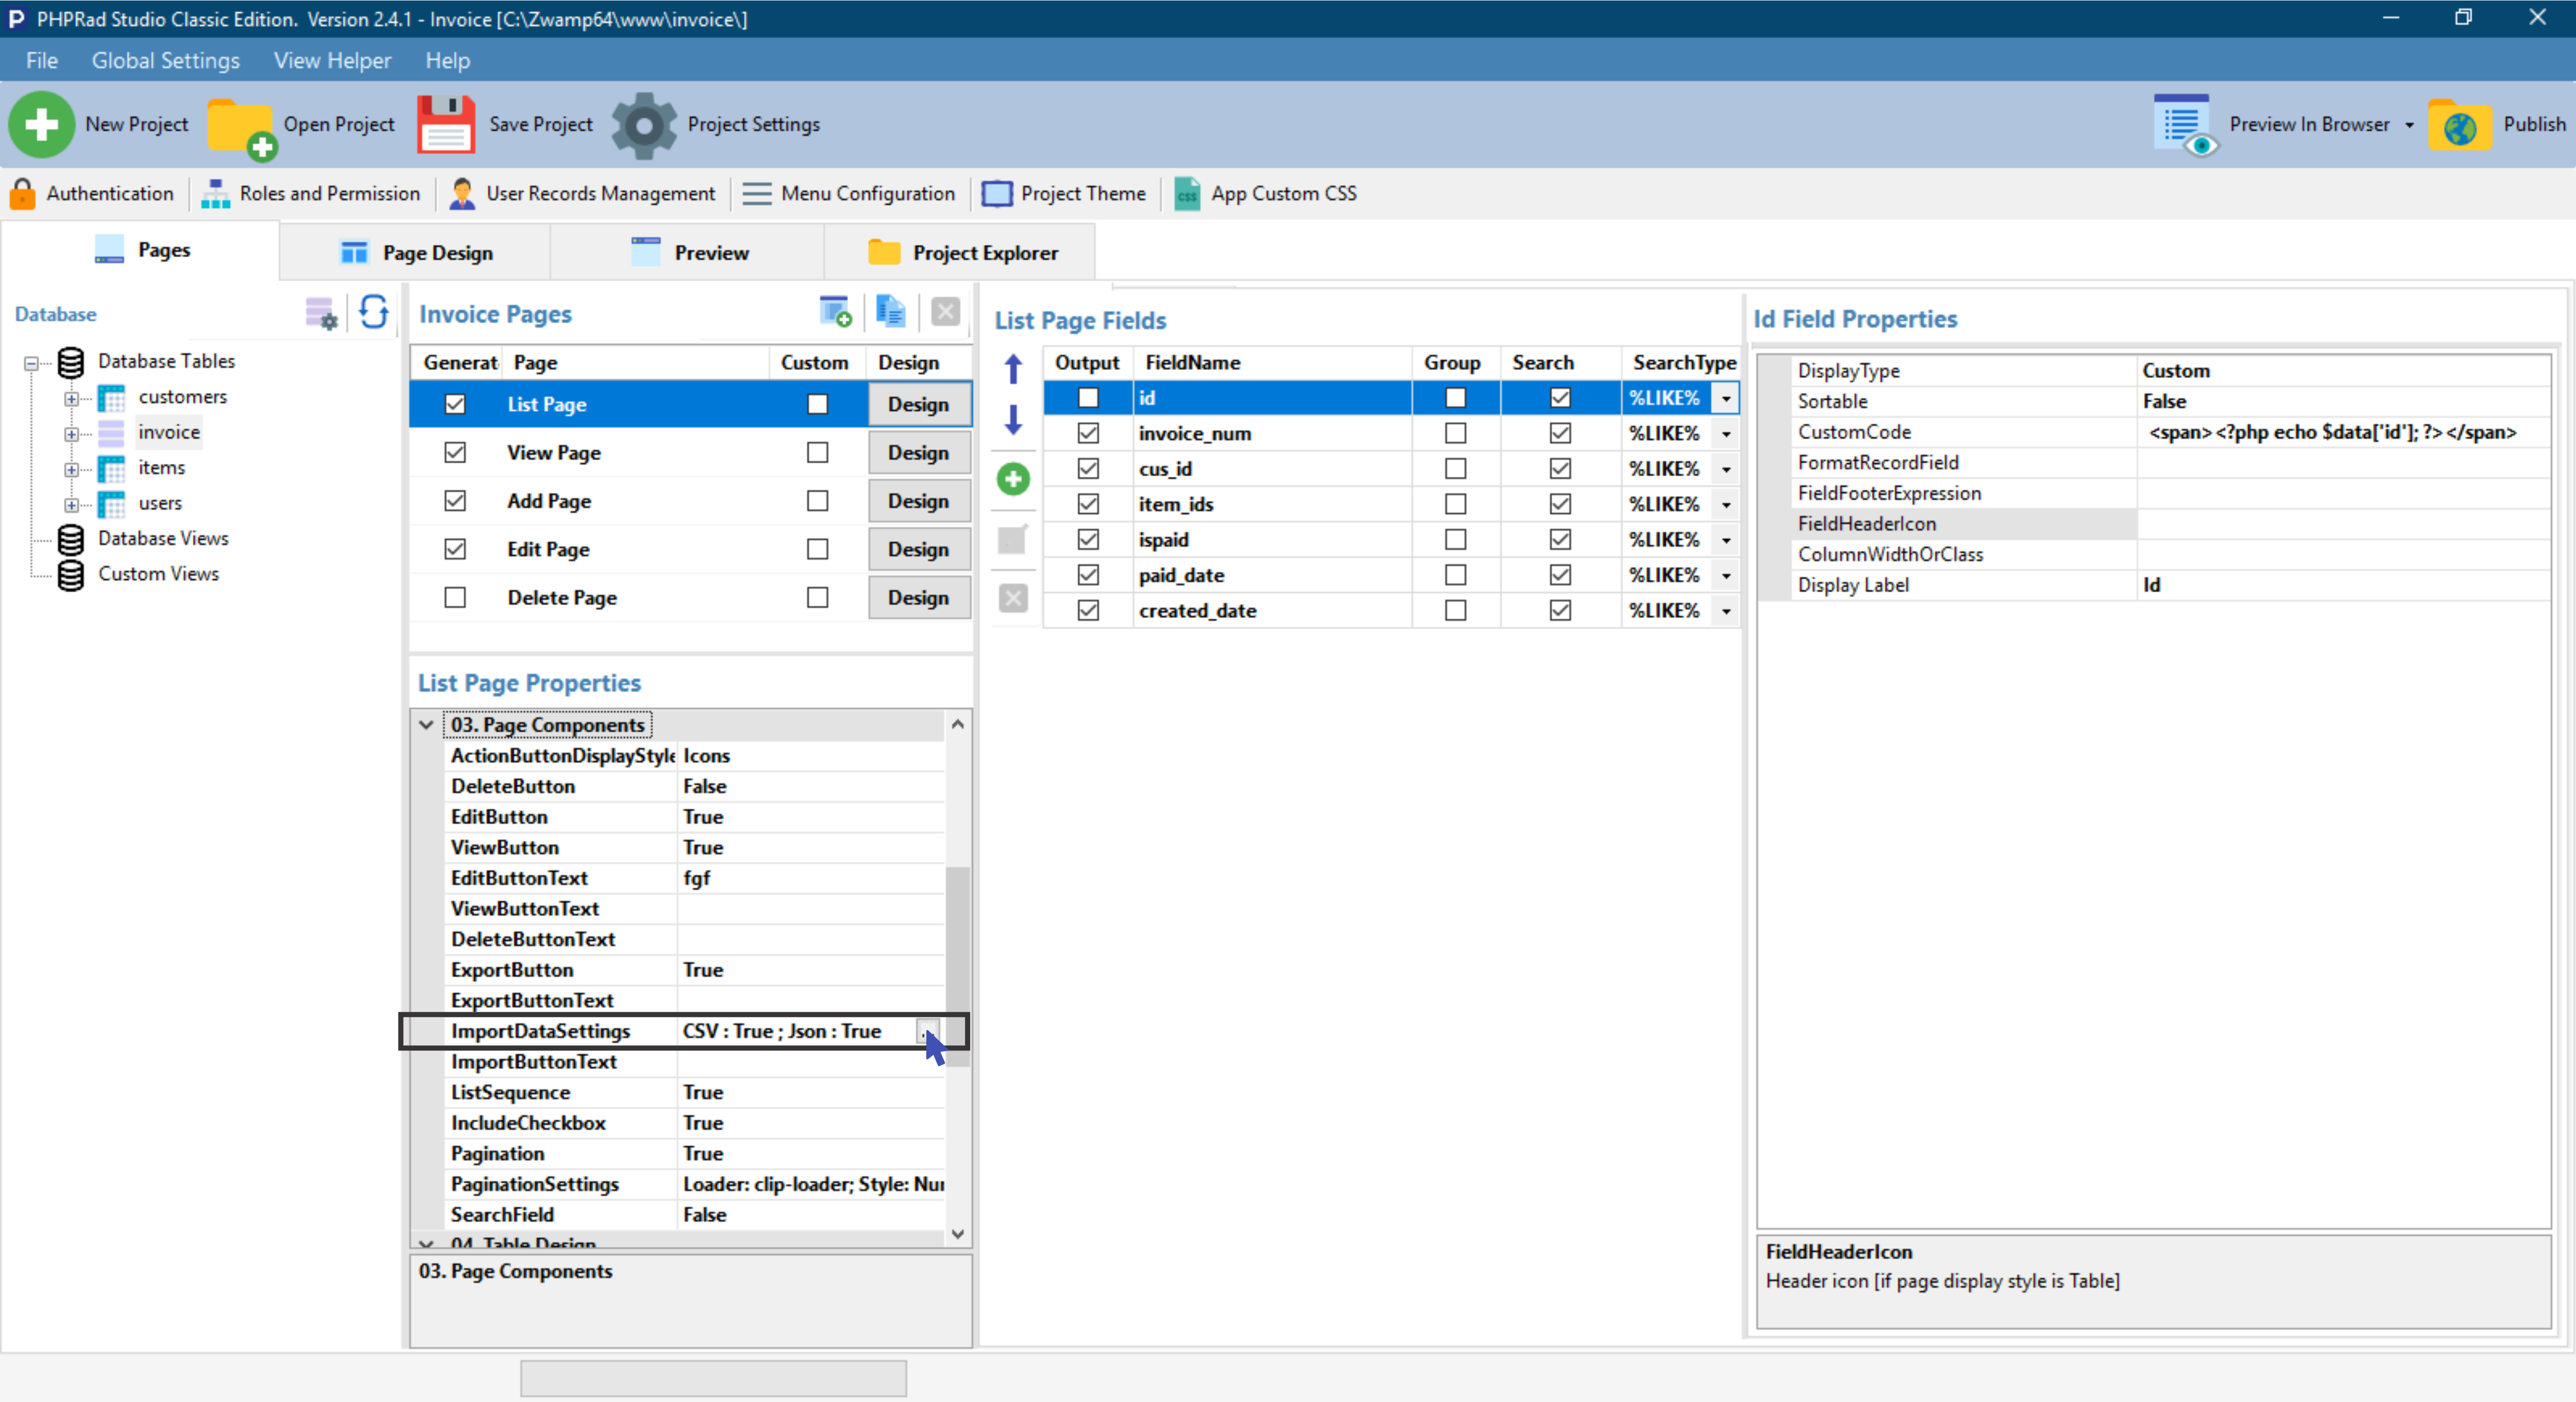 PHPRad Studio Classic Edition. Version 2.4.1 - Invoice [C:\Zwamp64\www\invoice\]
File Global Settings View Helper Help
New Project Open Project Save Project Project Settings Preview In Browser Publish
Authentication Roles and Permission User Records Management Menu Configuration Project Theme App Custom CSS
Pages Page Design Preview Project Explorer
Database
Database Tables
customers
invoice
items
users
Database Views
Custom Views
Invoice Pages
Generat Page Custom Design
List Page Design
View Page Design
Add Page Design
Edit Page Design
Delete Page Design
List Page Properties
03. Page Components
ActionButtonDisplayStyle Icons
DeleteButton False
EditButton True
ViewButton True
EditButtonText fgf
ViewButtonText
DeleteButtonText
ExportButton True
ExportButtonText
ImportDataSettings CSV : True ; Json : True
ImportButtonText
ListSequence True
IncludeCheckbox True
Pagination True
PaginationSettings Loader: clip-loader; Style: Nur
SearchField False
04. Table Design
03. Page Components
List Page Fields
Output FieldName Group Search SearchType
id %LIKE%
invoice_num %LIKE%
cus_id %LIKE%
item_ids %LIKE%
ispaid %LIKE%
paid_date %LIKE%
created_date %LIKE%
Id Field Properties
DisplayType Custom
Sortable False
CustomCode <span><?php echo $data['id']; ?></span>
FormatRecordField
FieldFooterExpression
FieldHeaderIcon
ColumnWidthOrClass
Display Label Id
FieldHeaderIcon
Header icon [if page display style is Table]